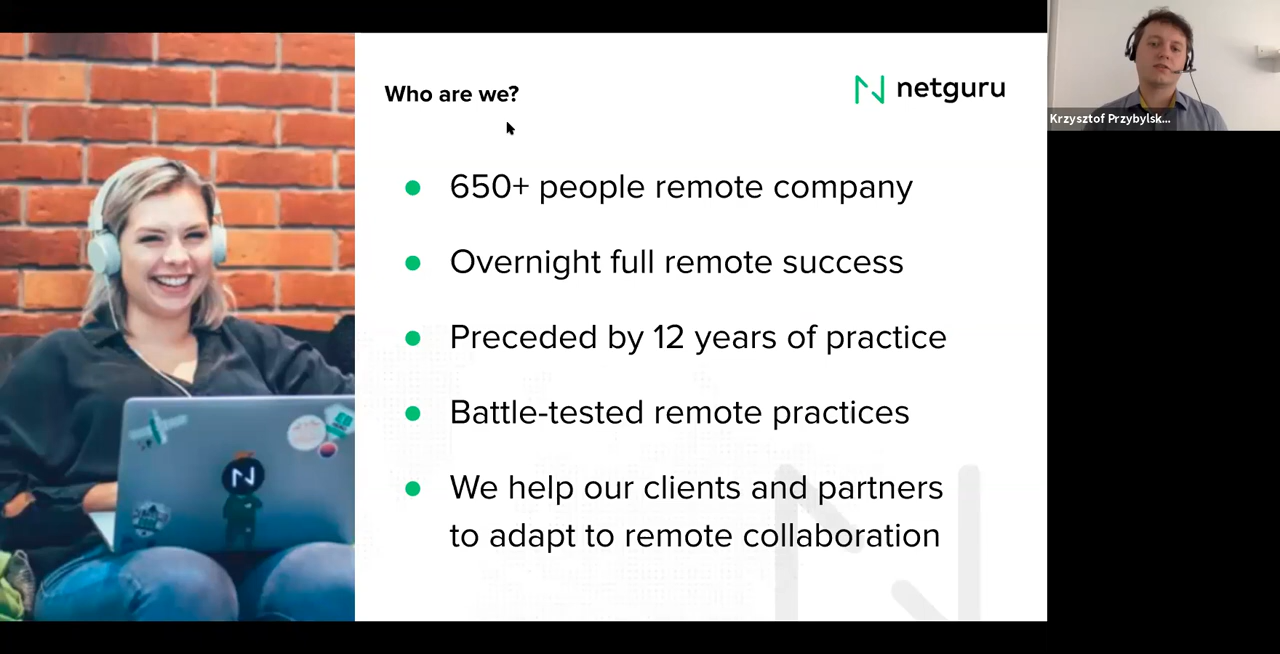 Who are we?
netguru
650+ people remote company
Overnight full remote success
Preceded by 12 years of practice
Battle-tested remote practices
We help our clients and partners
to adapt to remote collaboration
Krzysztof Przybylsk...